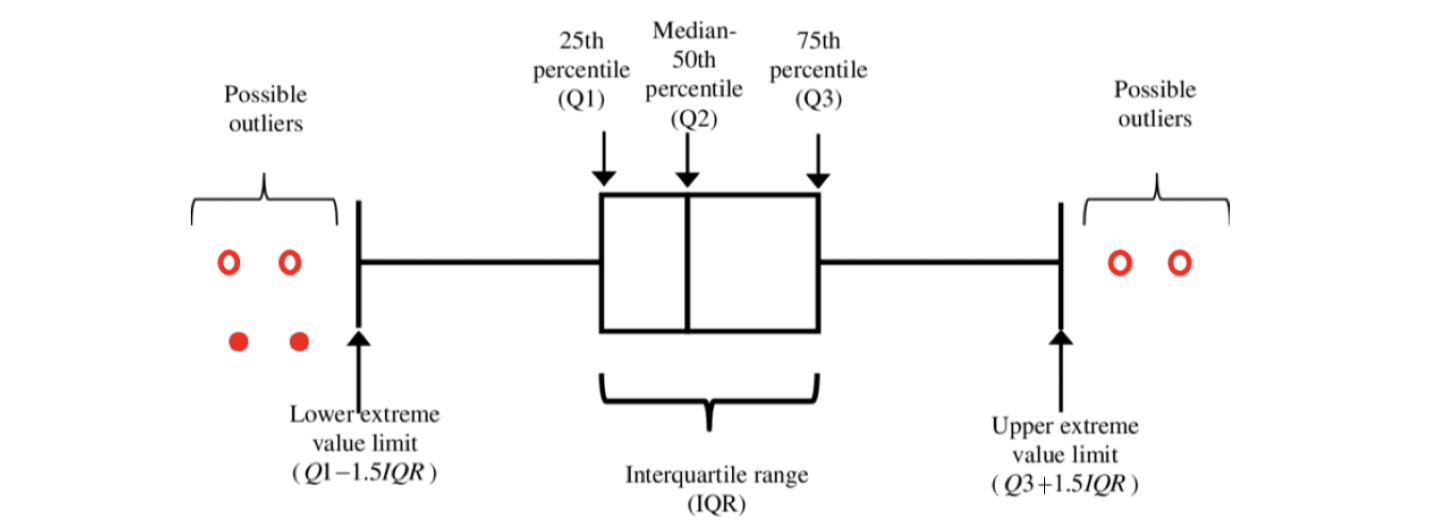 Possible
outliers
25th
percentile
(Q1)
Median-
50th
percentile
(Q2)
75th
percentile
(Q3)
Possible
outliers
Lower extreme
value limit
(Q1−1.5IQR)
Interquartile range
(IQR)
Upper extreme
value limit
(Q3+1.5IQR)